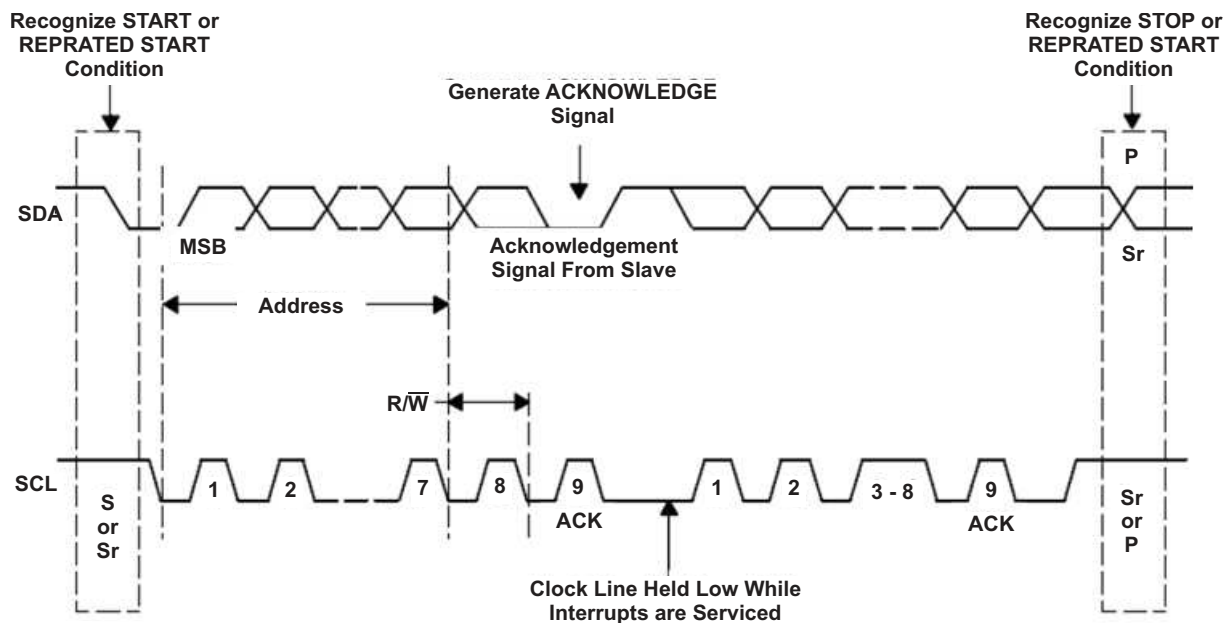 Recognize START or
REPRATED START
Condition
Recognize STOP or
REPRATED START
Condition
Generate ACKNOWLEDGE
Signal
P
SDA
MSB
Acknowledgement
Signal From Slave
Sr
Address
R/W̅
SCL
1
2
7
8
9
1
2
3 - 8
9
ACK
ACK
S
or
Sr
Sr
or
P
Clock Line Held Low While
Interrupts are Serviced